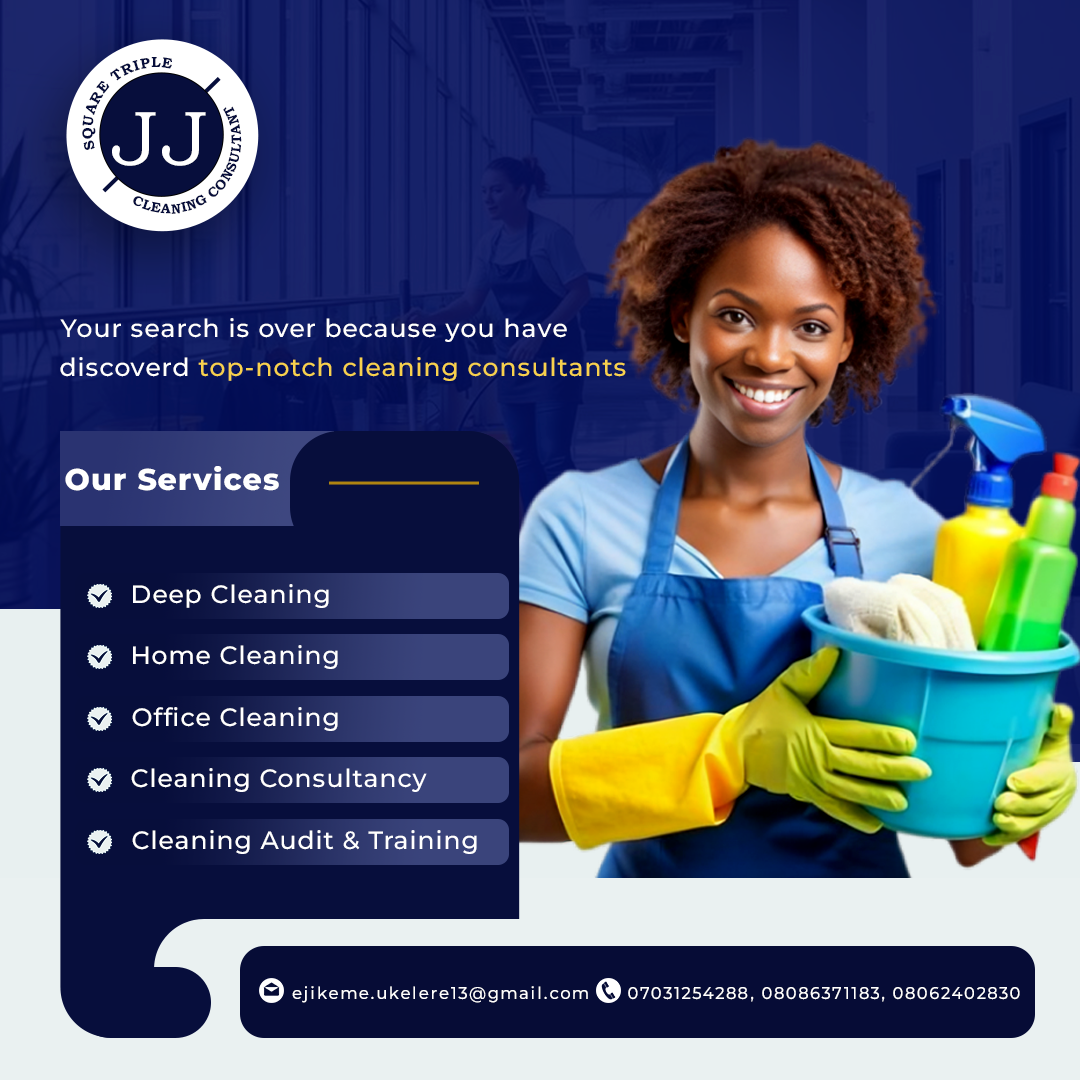 SQUARE TRIPLE
JJ
CLEANING CONSULTANT
Your search is over because you have
discoverd top-notch cleaning consultants
Our Services
Deep Cleaning
Home Cleaning
Office Cleaning
Cleaning Consultancy
Cleaning Audit & Training
ejikeme.ukelere13@gmail.com 07031254288, 08086371183, 08062402830